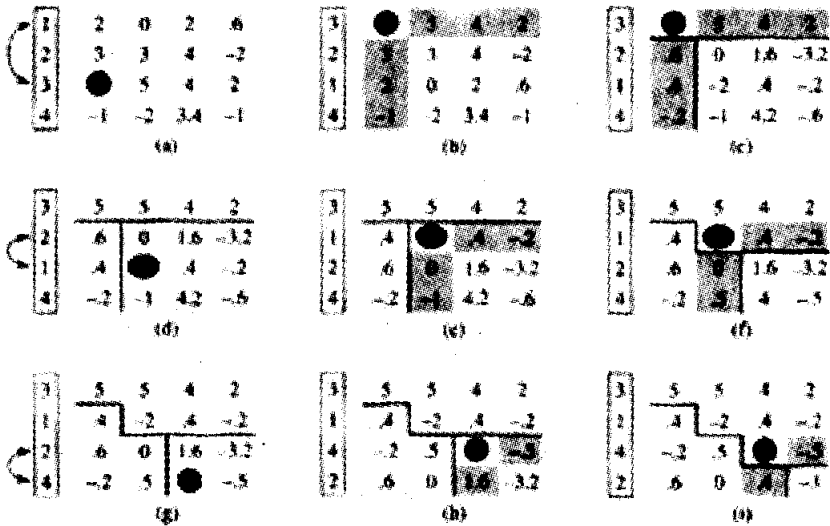 1 2 0 2 .6 3 5 4 2 3 5 4 2
2 3 3 4 –2 2 3 3 4 –2 2 .6 0 1.6 –3.2
3 5 4 2 1 2 0 2 .6 1 .4 –2 .4 –.2
4 –1 –2 3.4 –1 4 –1 –2 3.4 –1 4 –.2 –1 4.2 –.6
(a) (b) (c)
3 5 5 4 2 3 5 5 4 2 3 5 5 4 2
2 .6 0 1.6 –3.2 1 .4 .4 –.2 1 .4 .4 –.2
1 .4 .4 –.2 2 .6 0 1.6 –3.2 2 .6 0 1.6 –3.2
4 –.2 –1 4.2 –.6 4 –.2 –1 4.2 –.6 4 –.2 .5 4 –.5
(d) (e) (f)
3 5 5 4 2 3 5 5 4 2 3 5 5 4 2
1 .4 –2 .4 –.2 1 .4 –2 .4 –.2 1 .4 –2 .4 –.2
2 .6 0 1.6 –3.2 4 –.2 .5 –.5 4 –.2 .5 –.5
4 –.2 .5 –.5 2 .6 0 1.6 –3.2 2 .6 0 .4 –3
(g) (h) (i)